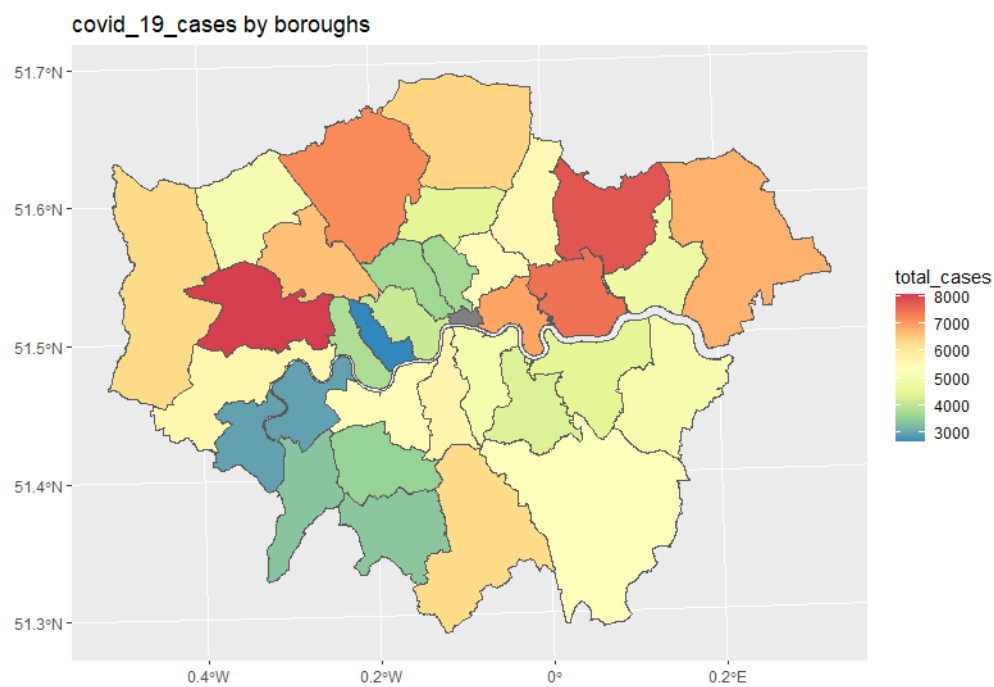 covid_19_cases by boroughs
51.7°N
51.6°N
51.5°N
51.4°N
51.3°N
0.4°W
0.2°W
0°
0.2°E
total_cases
8000
7000
6000
5000
4000
3000